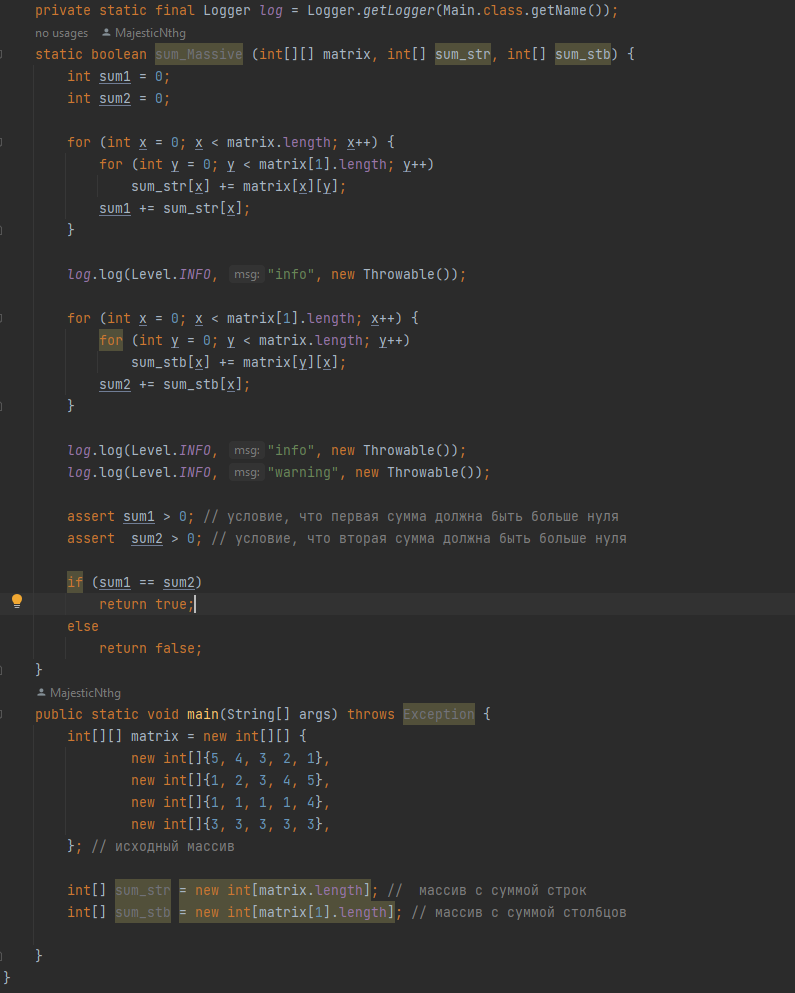 private static final Logger log = Logger.getLogger(Main.class.getName());
no usages MajesticNthg
static boolean sum_Massive (int[][] matrix, int[] sum_str, int[] sum_stb) {
int sum1 = 0;
int sum2 = 0;
for (int x = 0; x < matrix.length; x++) {
for (int y = 0; y < matrix[1].length; y++)
sum_str[x] += matrix[x][y];
sum1 += sum_str[x];
}
log.log(Level.INFO, msg: "info", new Throwable());
for (int x = 0; x < matrix[1].length; x++) {
for (int y = 0; y < matrix.length; y++)
sum_stb[x] += matrix[y][x];
sum2 += sum_stb[x];
}
log.log(Level.INFO, msg: "info", new Throwable());
log.log(Level.INFO, msg: "warning", new Throwable());
assert sum1 > 0; // условие, что первая сумма должна быть больше нуля
assert sum2 > 0; // условие, что вторая сумма должна быть больше нуля
if (sum1 == sum2)
return true;
else
return false;
}
MajesticNthg
public static void main(String[] args) throws Exception {
int[][] matrix = new int[][] {
new int[]{5, 4, 3, 2, 1},
new int[]{1, 2, 3, 4, 5},
new int[]{1, 1, 1, 1, 4},
new int[]{3, 3, 3, 3, 3},
}; // исходный массив
int[] sum_str = new int[matrix.length]; // массив с суммой строк
int[] sum_stb = new int[matrix[1].length]; // массив с суммой столбцов
}
}